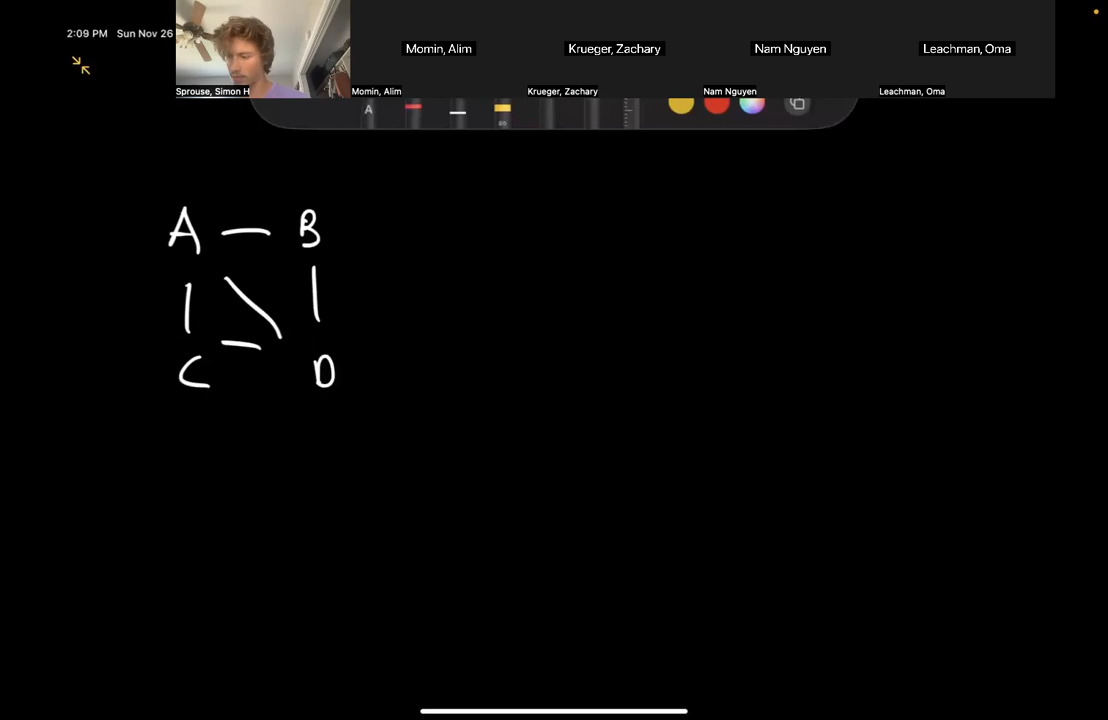 2:09 PM Sun Nov 26
Momin, Alim
Krueger, Zachary
Nam Nguyen
Leachman, Oma
Sprouse, Simon H
Momin, Alim
Krueger, Zachary
Nam Nguyen
Leachman, Oma
A
80
A — B
C D